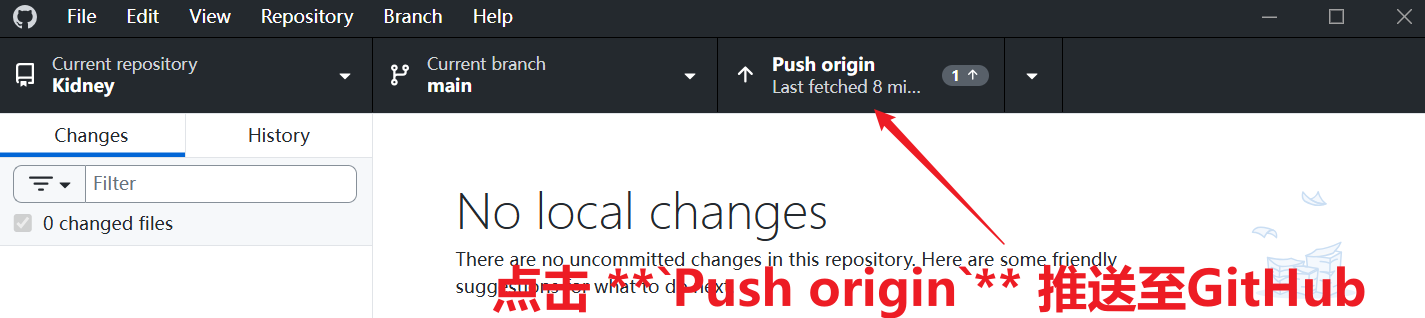 File Edit View Repository Branch Help
Current repository
Kidney
Current branch
main
Push origin
Last fetched 8 mi...
1
Changes History
Filter
0 changed files
No local changes
There are no uncommitted changes in this repository. Here are some friendly
suggestions for what to do next
点击 **`Push origin`** 推送至GitHub